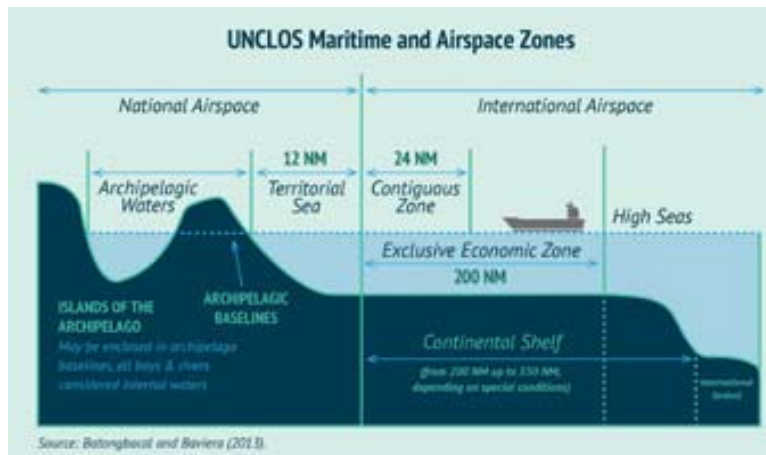 UNCLOS Maritime and Airspace Zones
National Airspace
International Airspace
12 NM
24 NM
Archipelagic
Waters
Territorial
Sea
Contiguous
Zone
High Seas
Exclusive Economic Zone
200 NM
ARCHIPELAGIC
BASELINES
ISLANDS OF THE
ARCHIPELAGO
May be enclosed in archipelago
baselines, all bays & rivers
considered internal waters
Continental Shelf
(from 200 NM up to 350 NM,
depending on special conditions)
International
Source: Batongbacal and Baviera (2013).